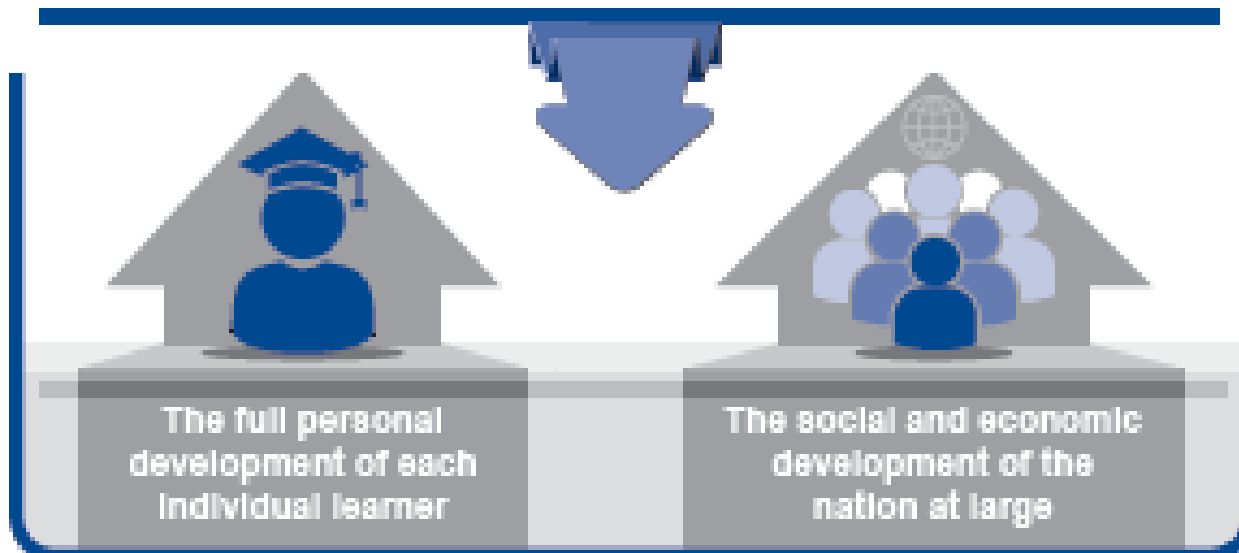 The full personal
development of each
individual learner
The social and economic
development of the
nation at large